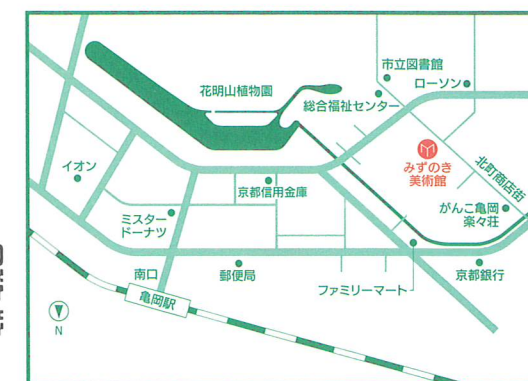 市立図書館
ローソン
花明山植物園
総合福祉センター
みずのき
美術館
北町商店街
イオン
京都信用金庫
がんこ亀岡
楽々荘
ミスター
ドーナツ
南口
郵便局
ファミリーマート
京都銀行
亀岡駅
N